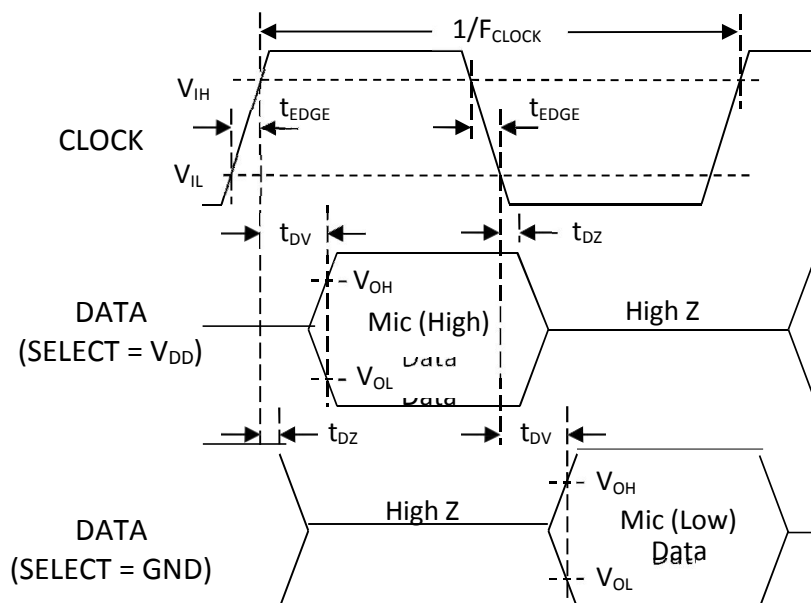 1/FCLOCK
VIH
tEDGE
tEDGE
CLOCK
VIL
tDV
tDZ
VOH
DATA
(SELECT = VDD)
Mic (High)
Data
High Z
VOL
Data
tDZ
tDV
VOH
High Z
DATA
(SELECT = GND)
Mic (Low)
Data
VOL